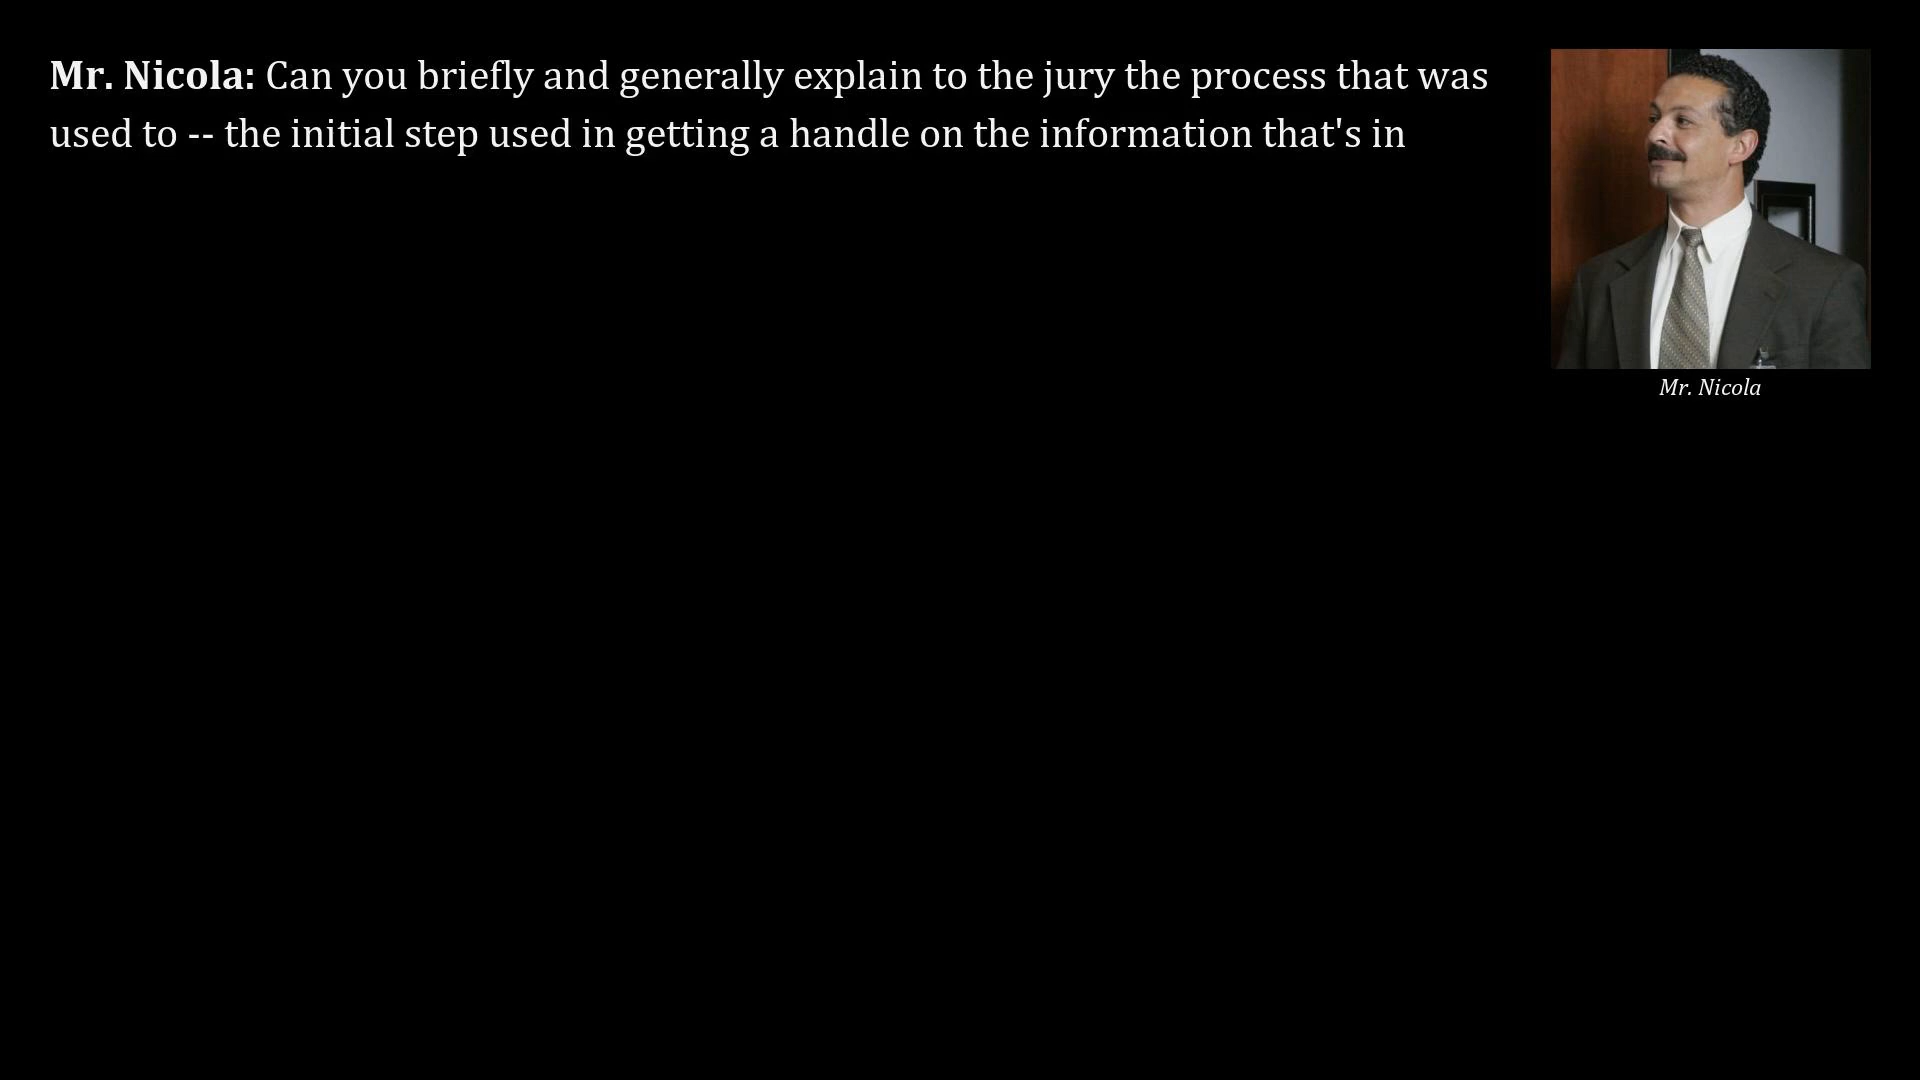 Mr. Nicola: Can you briefly and generally explain to the jury the process that was
used to -- the initial step used in getting a handle on the information that's in
Mr. Nicola